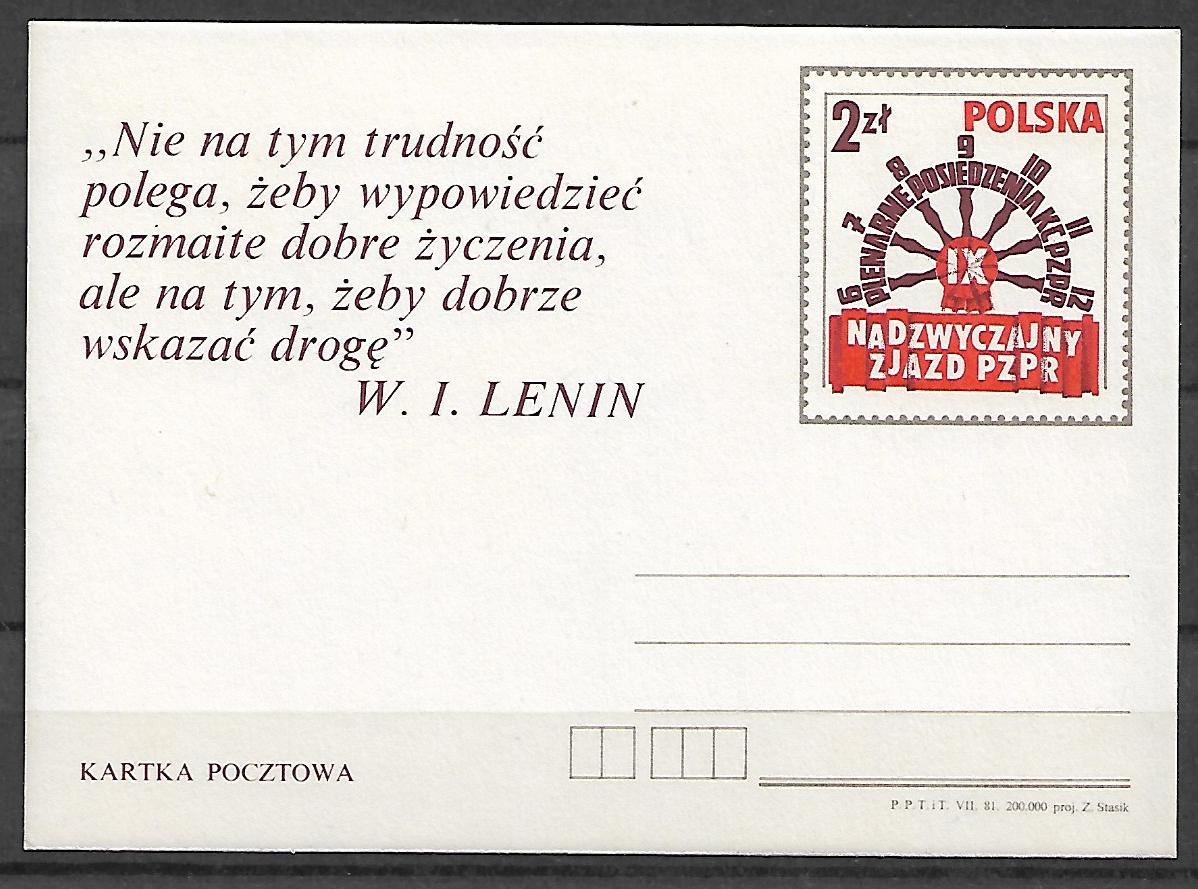 ,,Nie na tym trudność
polega, żeby wypowiedzieć
rozmaite dobre życzenia,
ale na tym, żeby dobrze
wskazać drogę”
W. I. LENIN
2 zł
POLSKA
6 7 8 9 10 11 12
PLENARNE POSIEDZENIA KC PZPR
IX
NADZWYCZAJNY
ZJAZD PZPR
KARTKA POCZTOWA
P. P. T. i T. VII. 81. 200.000 proj. Z. Stasik